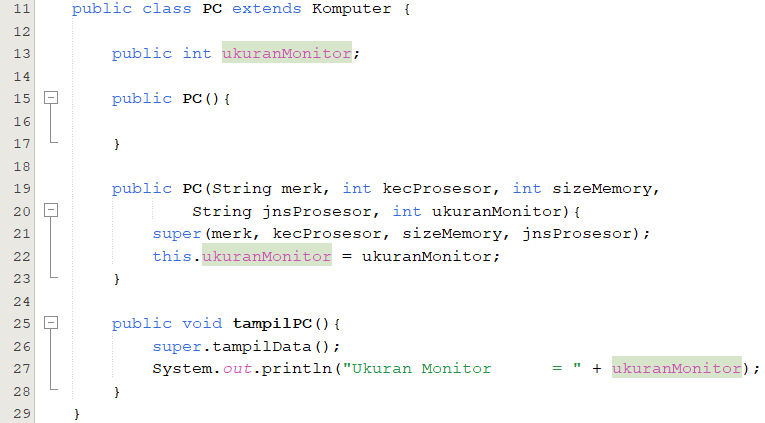 11 public class PC extends Komputer {
12
13     public int ukuranMonitor;
14
15     public PC(){
16
17     }
18
19     public PC(String merk, int kecProsesor, int sizeMemory,
20             String jnsProsesor, int ukuranMonitor){
21         super(merk, kecProsesor, sizeMemory, jnsProsesor);
22         this.ukuranMonitor = ukuranMonitor;
23     }
24
25     public void tampilPC(){
26         super.tampilData();
27         System.out.println("Ukuran Monitor      = " + ukuranMonitor);
28     }
29 }